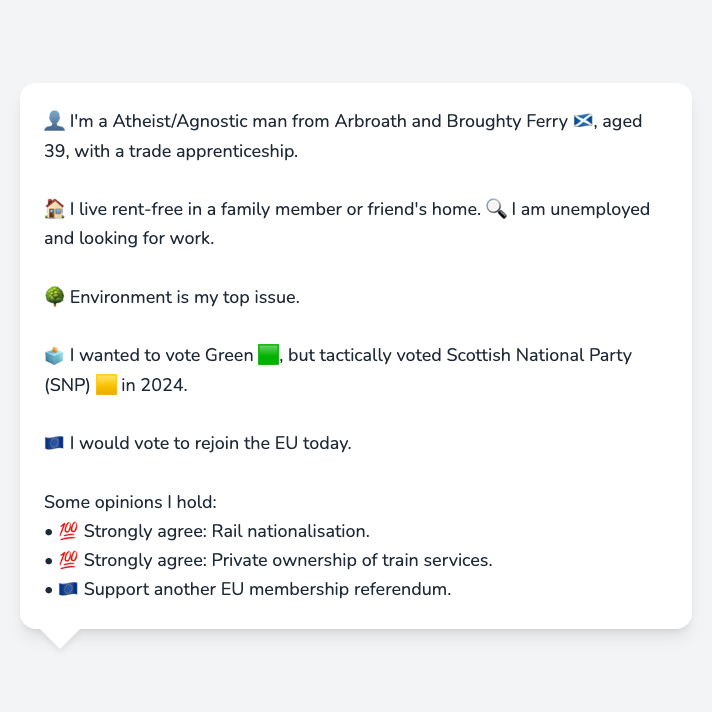 👤 I'm a Atheist/Agnostic man from Arbroath and Broughty Ferry 🏴󠁧󠁢󠁳󠁣󠁴󠁿, aged
39, with a trade apprenticeship.
🏠 I live rent-free in a family member or friend's home. 🔍 I am unemployed
and looking for work.
🌳 Environment is my top issue.
🗳️ I wanted to vote Green 🟩, but tactically voted Scottish National Party
(SNP) 🟨 in 2024.
🇪🇺 I would vote to rejoin the EU today.
Some opinions I hold:
• 💯 Strongly agree: Rail nationalisation.
• 💯 Strongly agree: Private ownership of train services.
• 🇪🇺 Support another EU membership referendum.